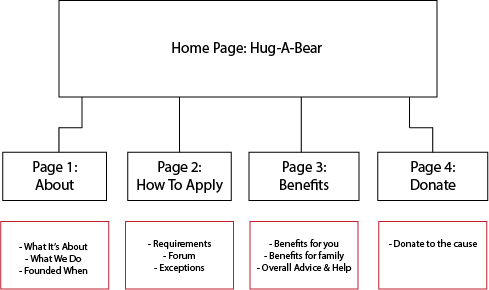 Home Page: Hug-A-Bear
Page 1:
About
Page 2:
How To Apply
Page 3:
Benefits
Page 4:
Donate
- What It's About
- What We Do
- Founded When
- Requirements
- Forum
- Exceptions
- Benefits for you
- Benefits for family
- Overall Advice & Help
- Donate to the cause